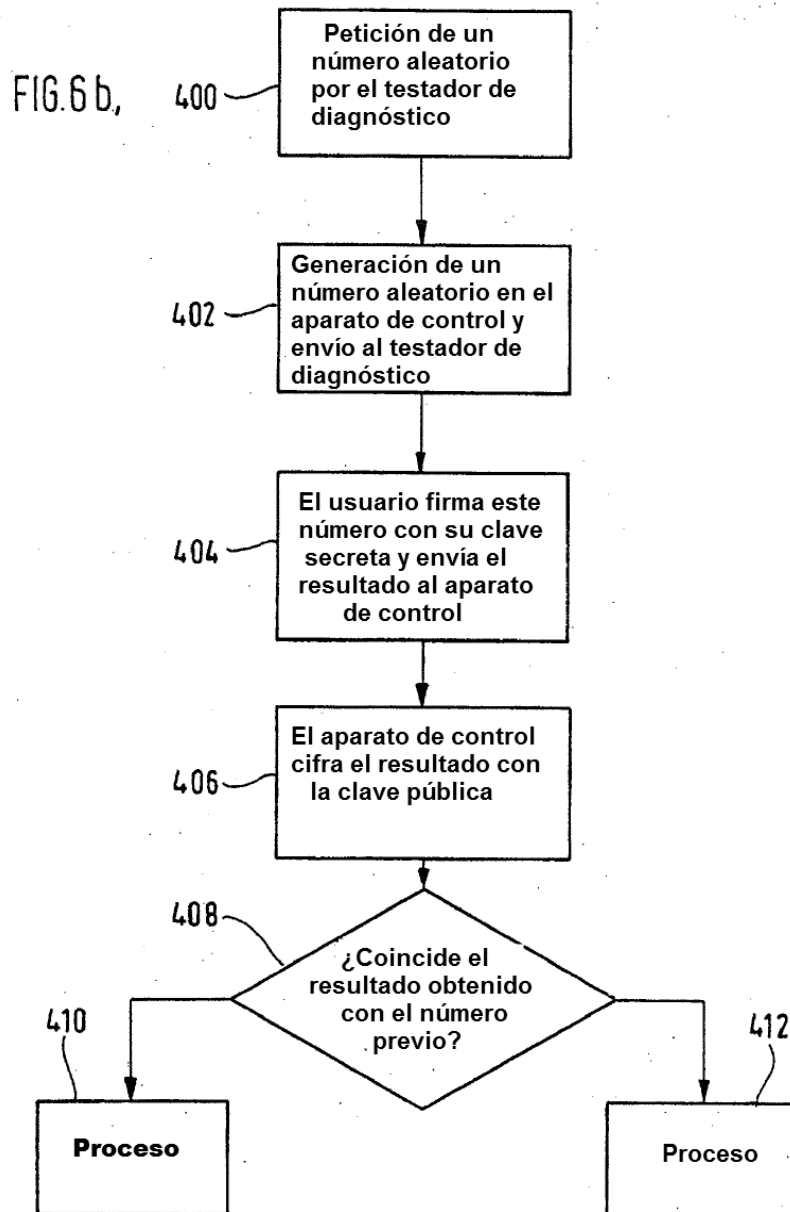 Petición de un
número aleatorio
por el testador de
diagnóstico
FIG.6b,
400
Generación de un
número aleatorio en el
aparato de control y
envío al testador de
diagnóstico
402
El usuario firma este
número con su clave
secreta y envía el
resultado al aparato
de control
404
El aparato de control
cifra el resultado con
la clave pública
406
408
¿Coincide el
resultado obtenido
con el número
previo?
410
412
Proceso
Proceso